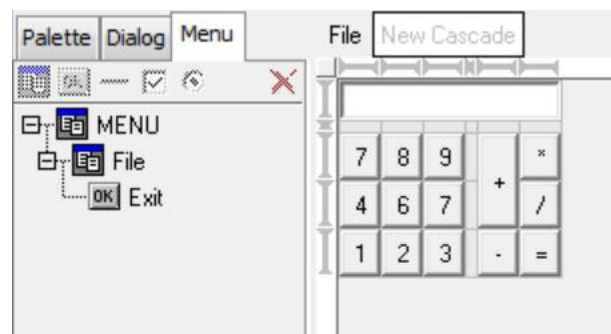 Palette Dialog Menu File New Cascade
OK
MENU
File
OK Exit
7 8 9 + *
4 6 7 /
1 2 3 - =